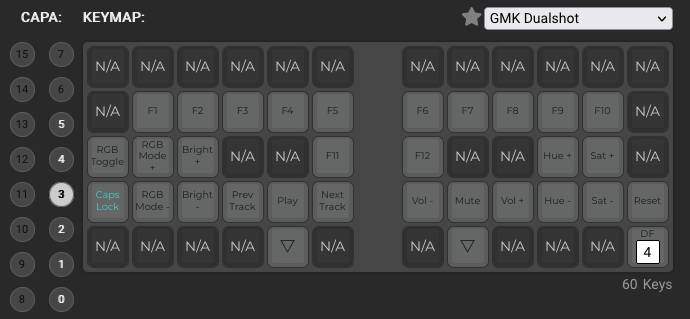 CAPA: KEYMAP: GMK Dualshot
15 7 N/A N/A N/A N/A N/A N/A N/A N/A N/A N/A N/A N/A
14 6
N/A F1 F2 F3 F4 F5 F6 F7 F8 F9 F10 N/A
13 5
RGB Toggle RGB Mode + Bright + N/A N/A F11 F12 N/A N/A Hue + Sat + N/A
12 4
11 3 Caps Lock RGB Mode - Bright - Prev Track Play Next Track Vol - Mute Vol + Hue - Sat - Reset
10 2
N/A N/A N/A N/A ▽ N/A N/A ▽ N/A N/A N/A DF 4
9 1
60 Keys
8 0